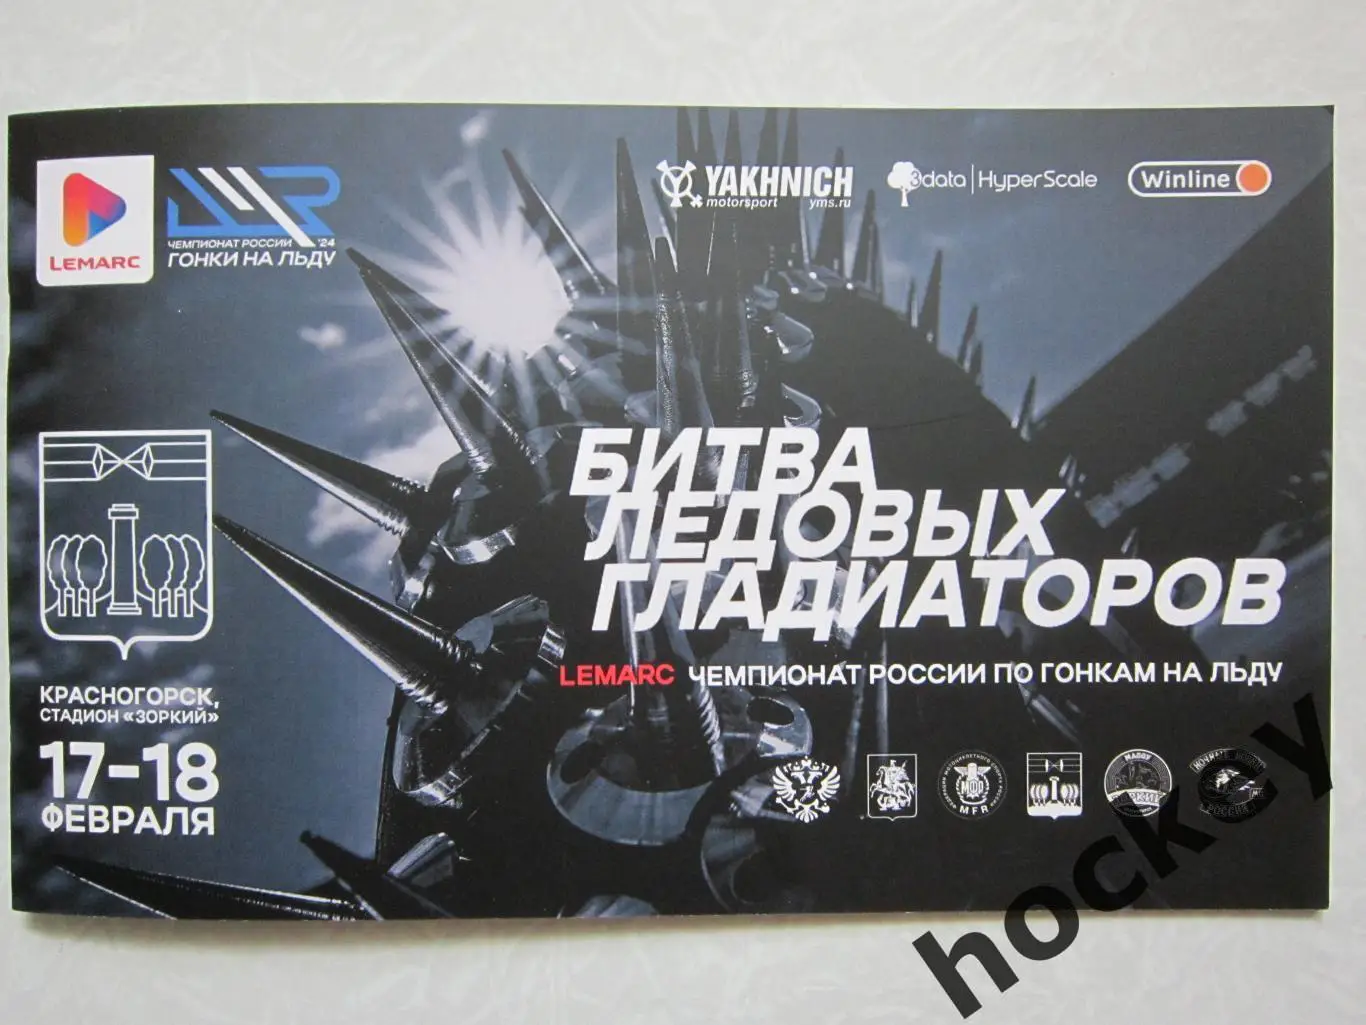 LEMARC
ЧЕМПИОНАТ РОССИИ '24
ГОНКИ НА ЛЬДУ
YAKHNICH
motorsport yms.ru
3data | HyperScale
Winline
БИТВА
ЛЕДОВЫХ
ГЛАДИАТОРОВ
LEMARC ЧЕМПИОНАТ РОССИИ ПО ГОНКАМ НА ЛЬДУ
КРАСНОГОРСК,
СТАДИОН «ЗОРКИЙ»
17-18
ФЕВРАЛЯ
МФР
MFR
hockey